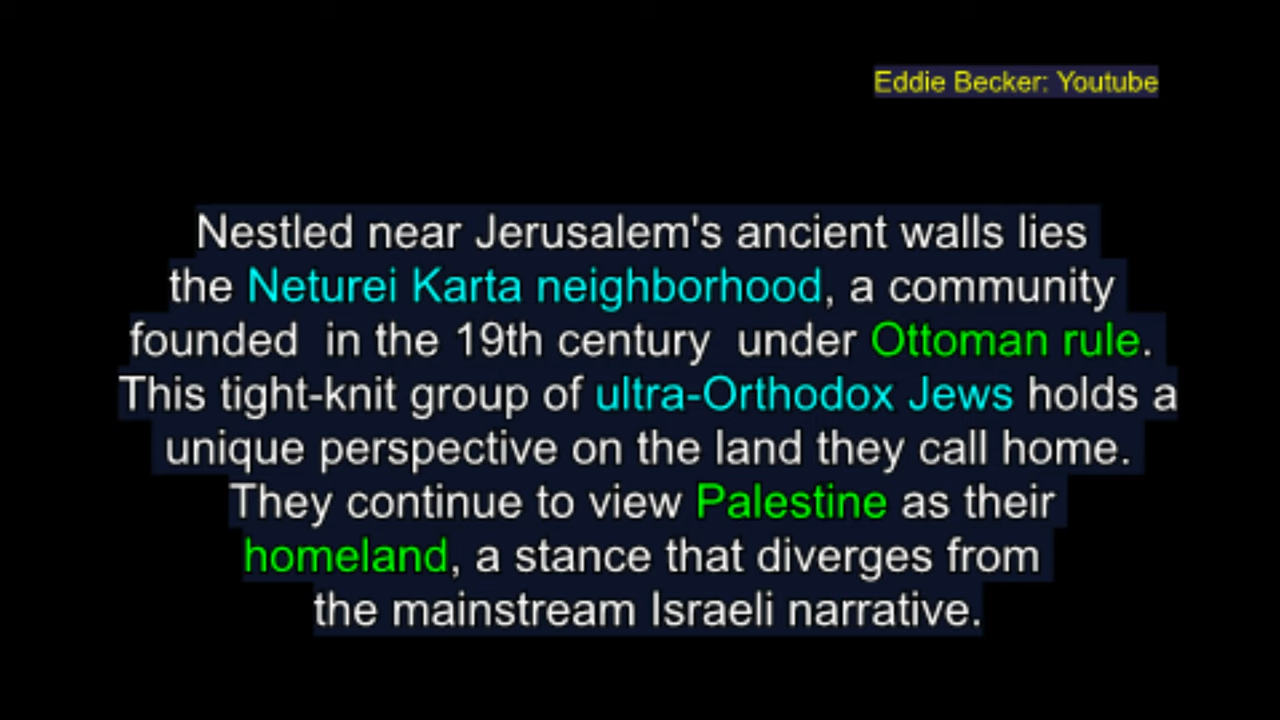 Eddie Becker: Youtube
Nestled near Jerusalem's ancient walls lies
the Neturei Karta neighborhood, a community
founded  in the 19th century  under Ottoman rule.
This tight-knit group of ultra-Orthodox Jews holds a
unique perspective on the land they call home.
They continue to view Palestine as their
homeland, a stance that diverges from
the mainstream Israeli narrative.